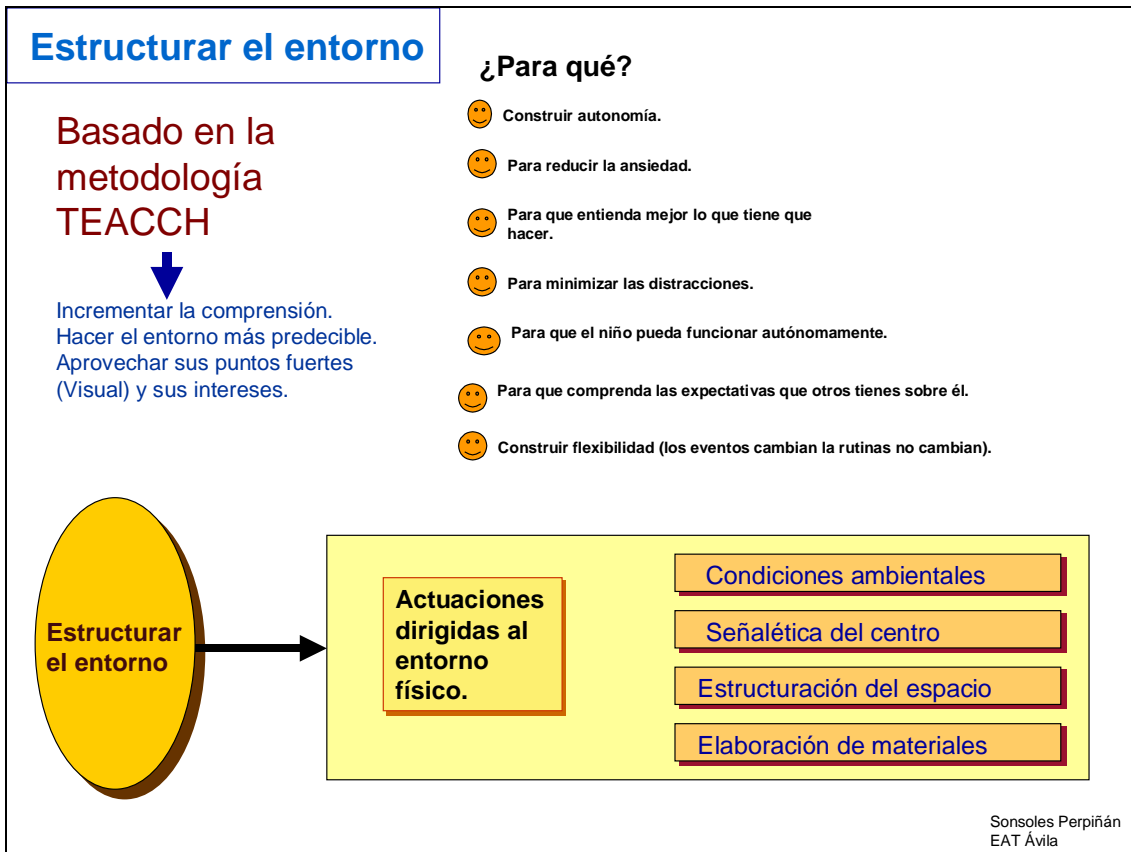 Estructurar el entorno
Basado en la
metodología
TEACCH
Incrementar la comprensión.
Hacer el entorno más predecible.
Aprovechar sus puntos fuertes
(Visual) y sus intereses.
¿Para qué?
Construir autonomía.
Para reducir la ansiedad.
Para que entienda mejor lo que tiene que
hacer.
Para minimizar las distracciones.
Para que el niño pueda funcionar autónomamente.
Para que comprenda las expectativas que otros tienes sobre él.
Construir flexibilidad (los eventos cambian la rutinas no cambian).
Estructurar
el entorno
Actuaciones
dirigidas al
entorno
físico.
Condiciones ambientales
Señalética del centro
Estructuración del espacio
Elaboración de materiales
Sonsoles Perpiñán
EAT Ávila